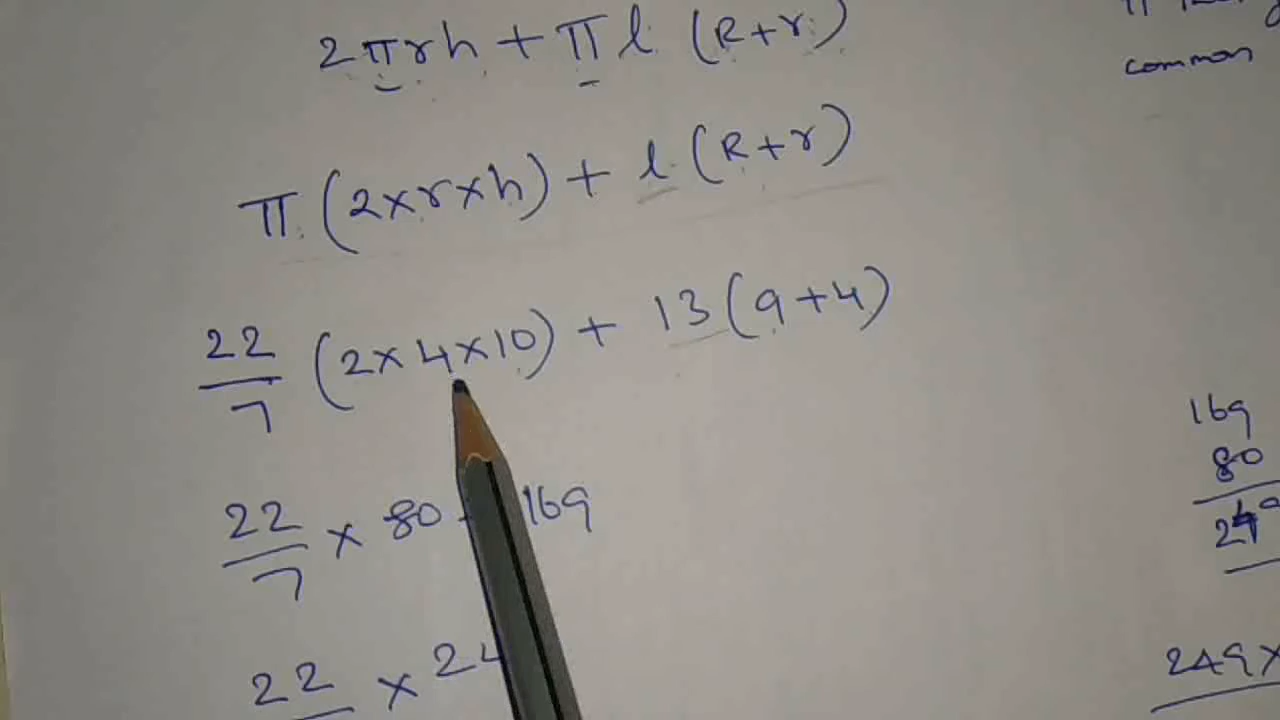 2πrh + πl (R+r)
common
π (2×r×h) + l (R+r)
22/7 (2×4×10) + 13 (9+4)
169
80
249
22/7 × 80 169
22 × 24
249×